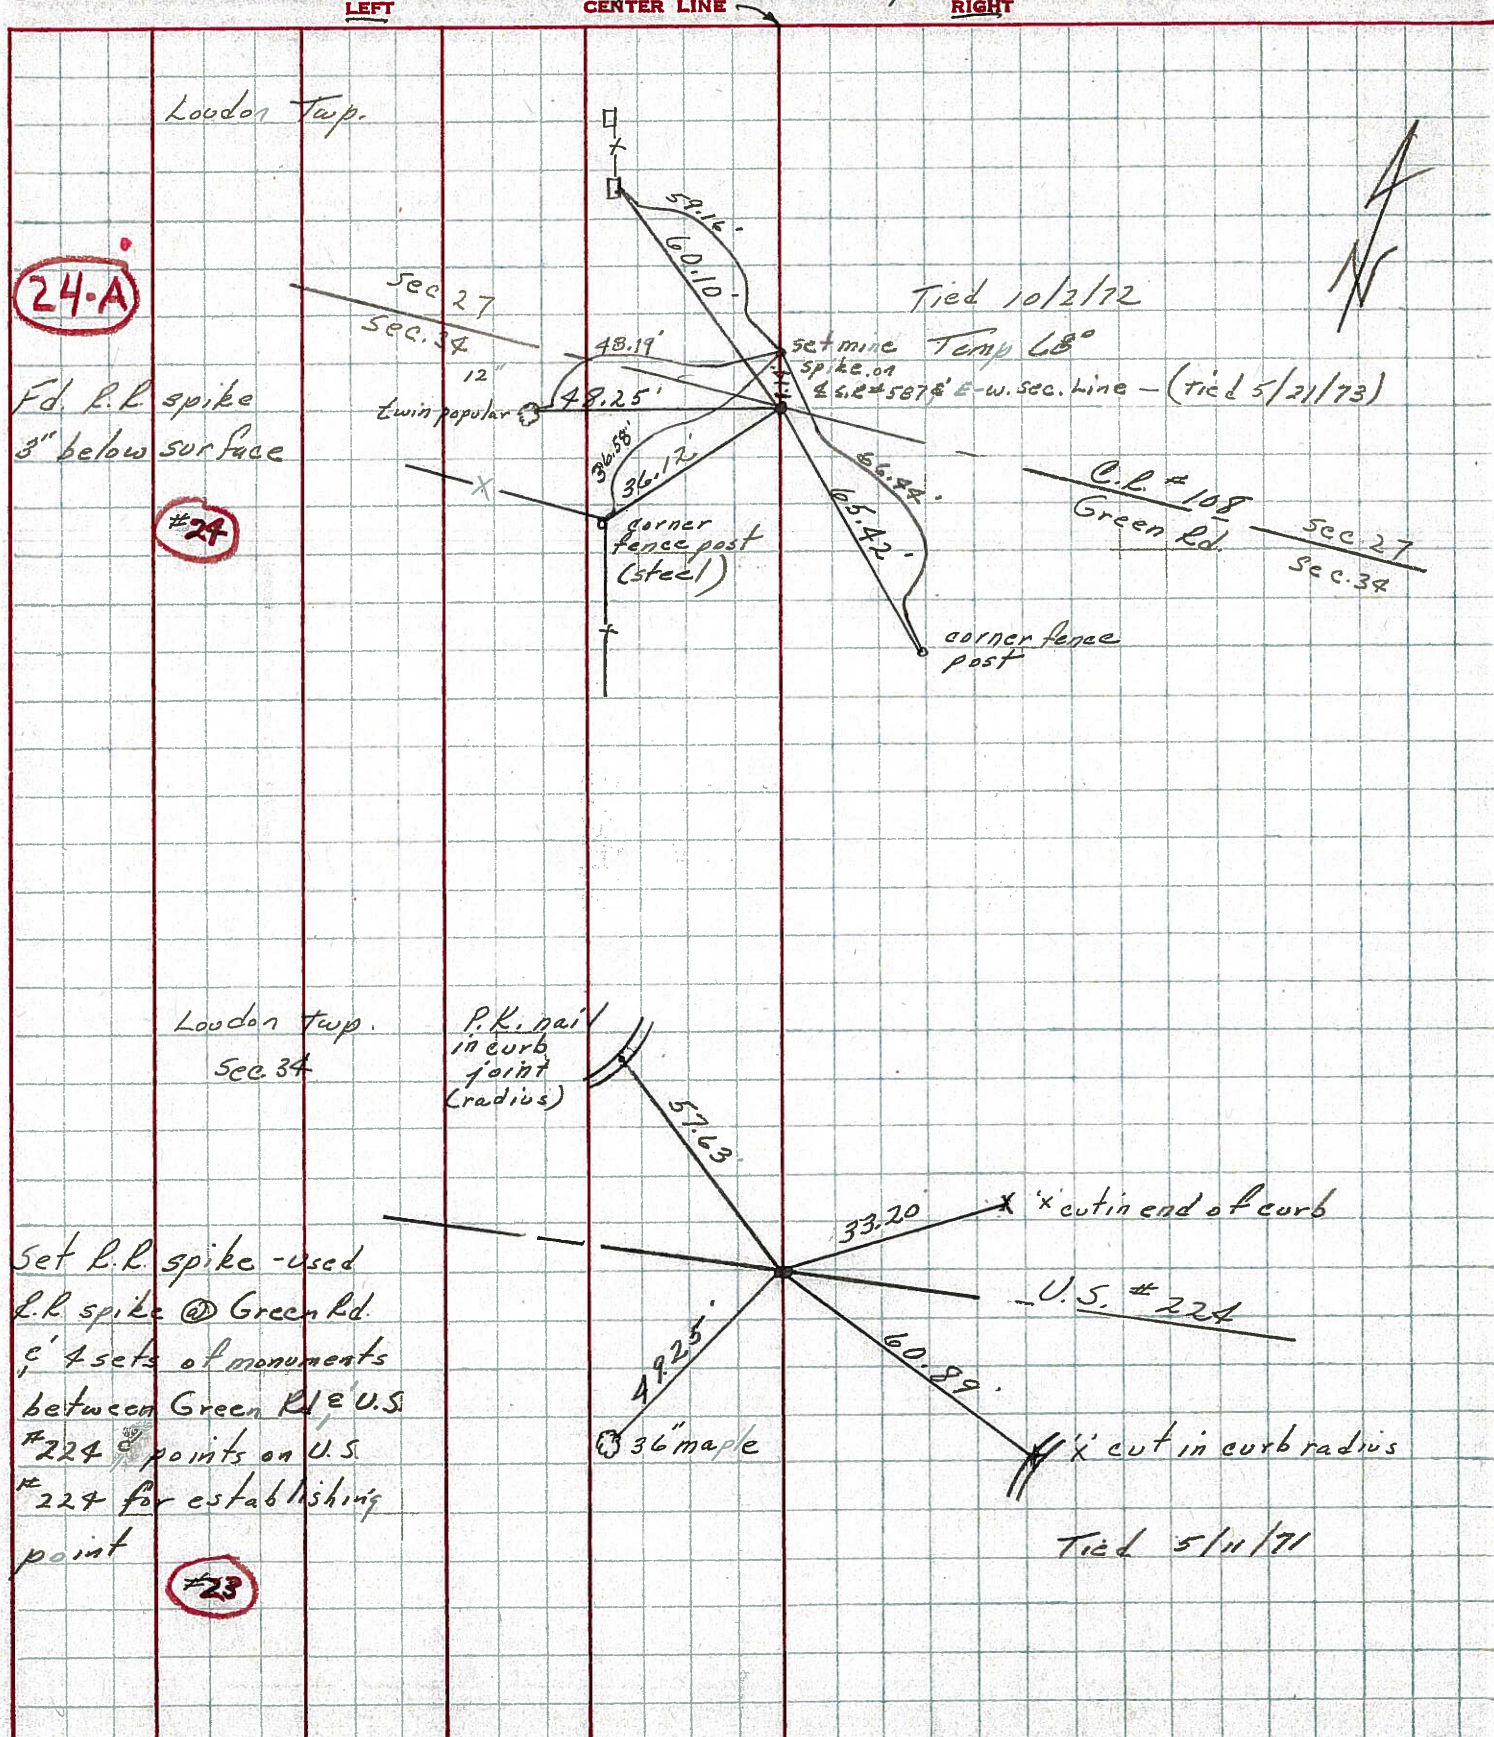 LEFT CENTER LINE RIGHT
Loudon Twp.
59.16'
60.10'
24-A
Sec 27
Sec. 34
Tied 10/2/72
Temp 68°
48.19'
set mine
spike on
E-W. Sec. Line - (Tied 5/21/73)
12"
twin popular
48.25'
Fd. R.R. spike
3" below surface
36.58'
36.12'
66.44'
65.42'
C.R. #108
Green Rd.
Sec 27
Sec. 34
#24
corner
fence post
(steel)
corner fence
post
N
Loudon Twp.
Sec. 34
P.K. nail
in curb
joint
(radius)
57.63'
33.20'
x 'x' cut in end of curb
Set R.R. spike - used
R.R spike @ Green Rd.
c' 4 sets of monuments
between Green Rd & U.S.
#224 & points on U.S.
#224 for establishing
point
U.S. #224
49.25'
60.89'
36" maple
'x' cut in curb radius
Tied 5/11/71
#23